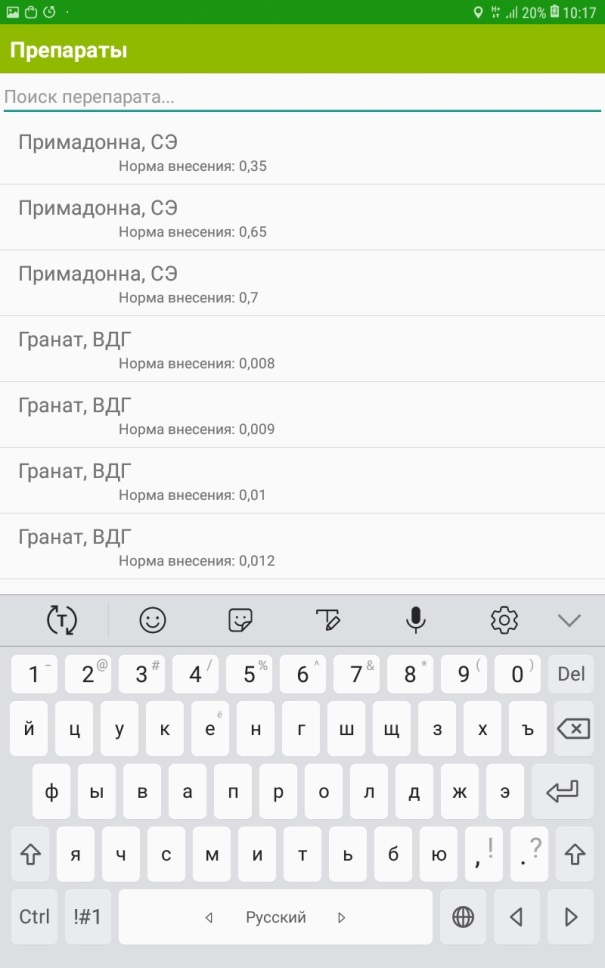 20% 10:17
Препараты
Поиск перепарата...
Примадонна, СЭ
Норма внесения: 0,35
Примадонна, СЭ
Норма внесения: 0,65
Примадонна, СЭ
Норма внесения: 0,7
Гранат, ВДГ
Норма внесения: 0,008
Гранат, ВДГ
Норма внесения: 0,009
Гранат, ВДГ
Норма внесения: 0,01
Гранат, ВДГ
Норма внесения: 0,012
T T
1 - 2 @ 3 # 4 / 5 % 6 ^ 7 & 8 * 9 ( 0 ) Del
й ц у к е ё н г ш щ з х ъ
ф ы в а п р о л д ж э
я ч с м и т ь б ю , ! . ?
Ctrl !#1 Русский